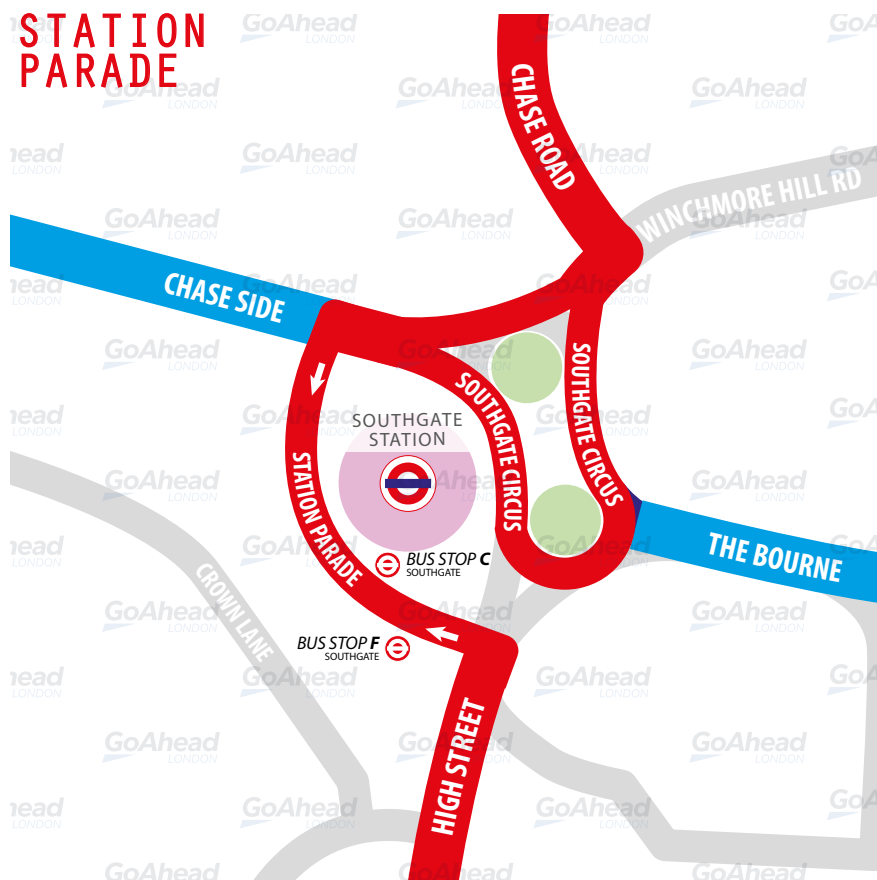 STATION
PARADE
CHASE ROAD
WINCHMORE HILL RD
CHASE SIDE
SOUTHGATE CIRCUS
SOUTHGATE CIRCUS
SOUTHGATE
STATION
STATION PARADE
THE BOURNE
BUS STOP C
SOUTHGATE
CROWN LANE
BUS STOP F
SOUTHGATE
HIGH STREET
GoAhead
LONDON